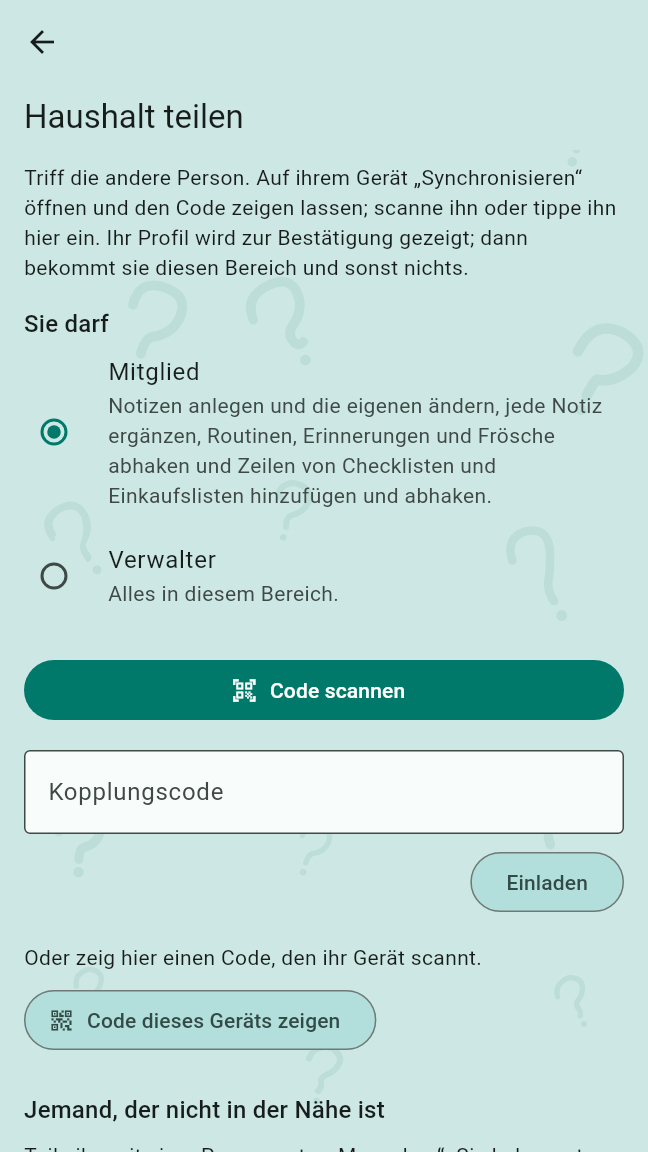 Haushalt teilen
Triff die andere Person. Auf ihrem Gerät „Synchronisieren“
öffnen und den Code zeigen lassen; scanne ihn oder tippe ihn
hier ein. Ihr Profil wird zur Bestätigung gezeigt; dann
bekommt sie diesen Bereich und sonst nichts.
Sie darf
Mitglied
Notizen anlegen und die eigenen ändern, jede Notiz
ergänzen, Routinen, Erinnerungen und Frösche
abhaken und Zeilen von Checklisten und
Einkaufslisten hinzufügen und abhaken.
Verwalter
Alles in diesem Bereich.
Code scannen
Kopplungscode
Einladen
Oder zeig hier einen Code, den ihr Gerät scannt.
Code dieses Geräts zeigen
Jemand, der nicht in der Nähe ist